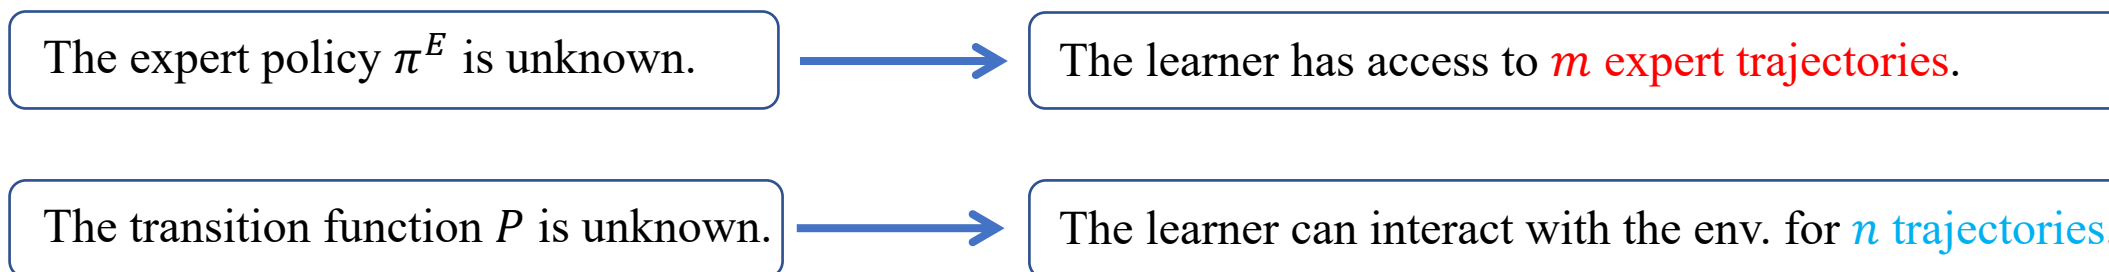 The expert policy π^E is unknown.
The learner has access to m expert trajectories.
The transition function P is unknown.
The learner can interact with the env. for n trajectories.